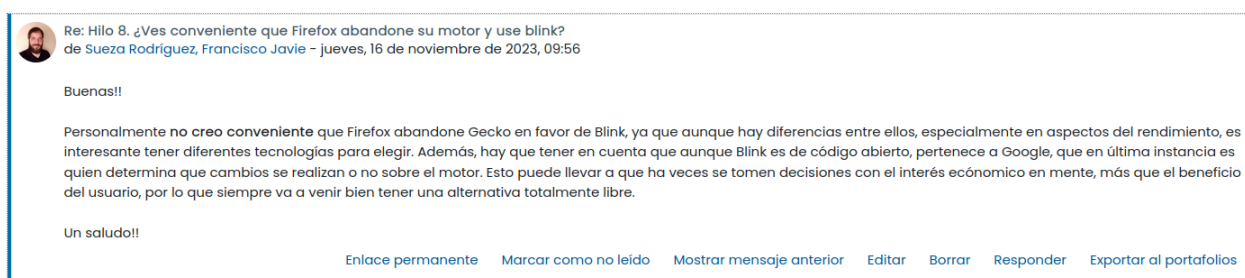 Re: Hilo 8. ¿Ves conveniente que Firefox abandone su motor y use blink?
de Sueza Rodríguez, Francisco Javie - jueves, 16 de noviembre de 2023, 09:56
Buenas!!
Personalmente no creo conveniente que Firefox abandone Gecko en favor de Blink, ya que aunque hay diferencias entre ellos, especialmente en aspectos del rendimiento, es
interesante tener diferentes tecnologías para elegir. Además, hay que tener en cuenta que aunque Blink es de código abierto, pertenece a Google, que en última instancia es
quien determina que cambios se realizan o no sobre el motor. Esto puede llevar a que ha veces se tomen decisiones con el interés ecónomico en mente, más que el beneficio
del usuario, por lo que siempre va a venir bien tener una alternativa totalmente libre.
Un saludo!!
Enlace permanente Marcar como no leído Mostrar mensaje anterior Editar Borrar Responder Exportar al portafolios